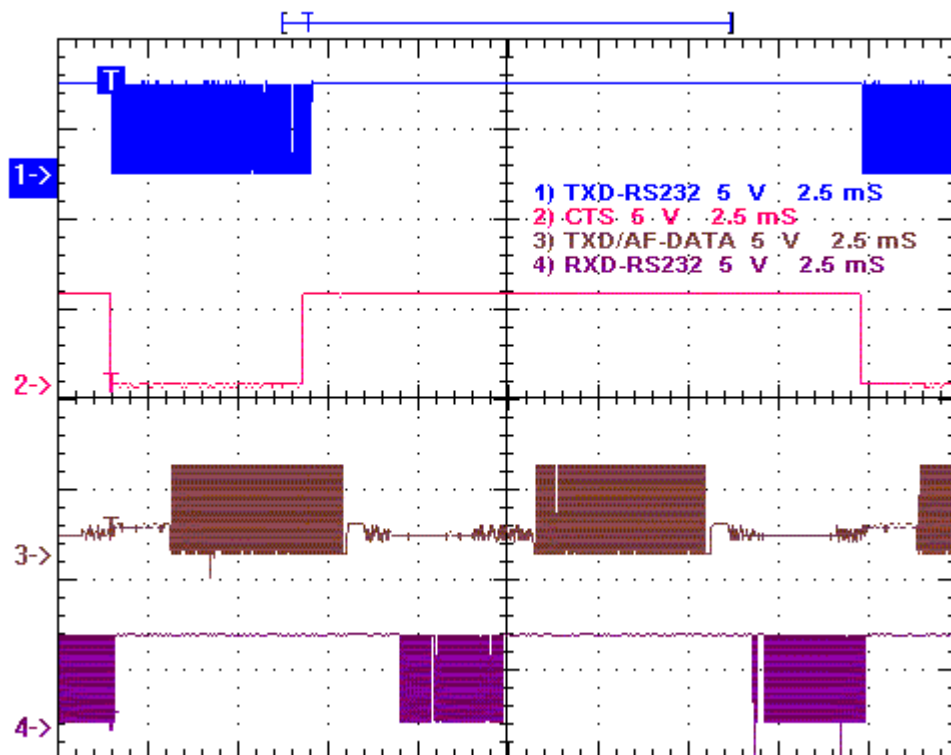 T
T
1->
1) TXD-RS232 5 V 2.5 mS
2) CTS 5 V 2.5 mS
3) TXD/AF-DATA 5 V 2.5 mS
4) RXD-RS232 5 V 2.5 mS
2->
3->
4->